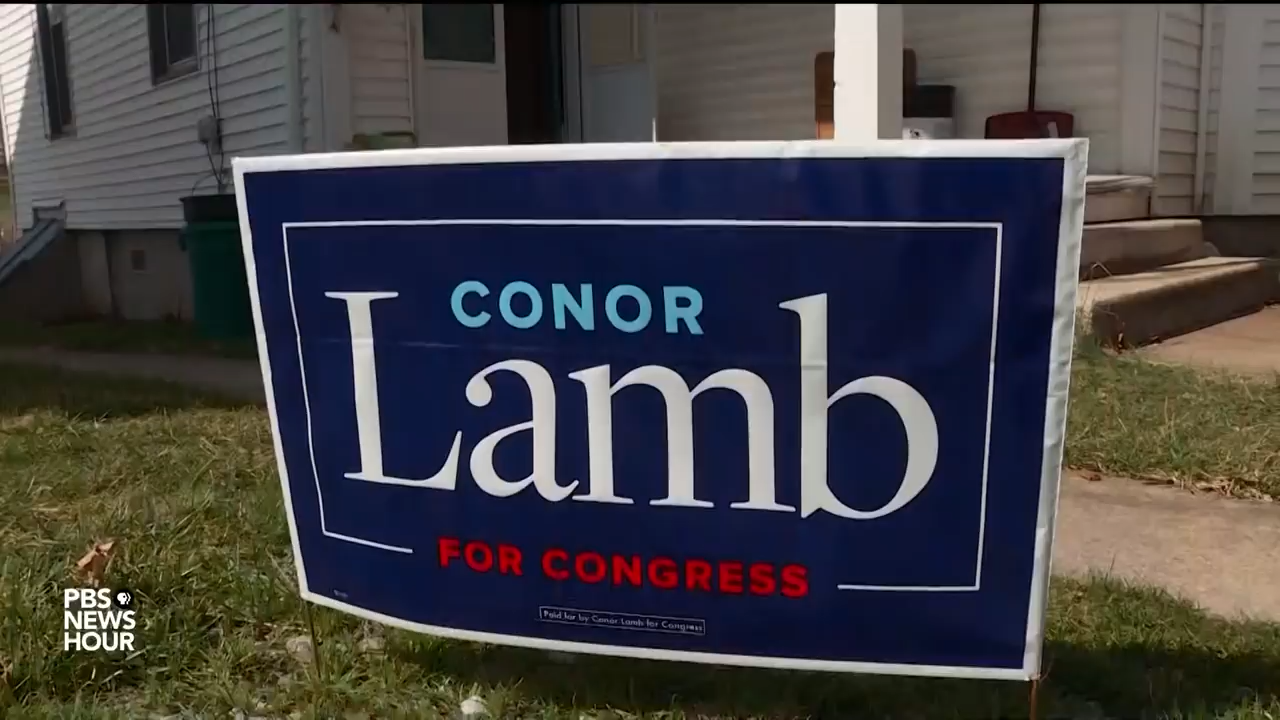 CONOR
Lamb
FOR CONGRESS
Paid for by Conor Lamb for Congress
PBS
NEWS
HOUR